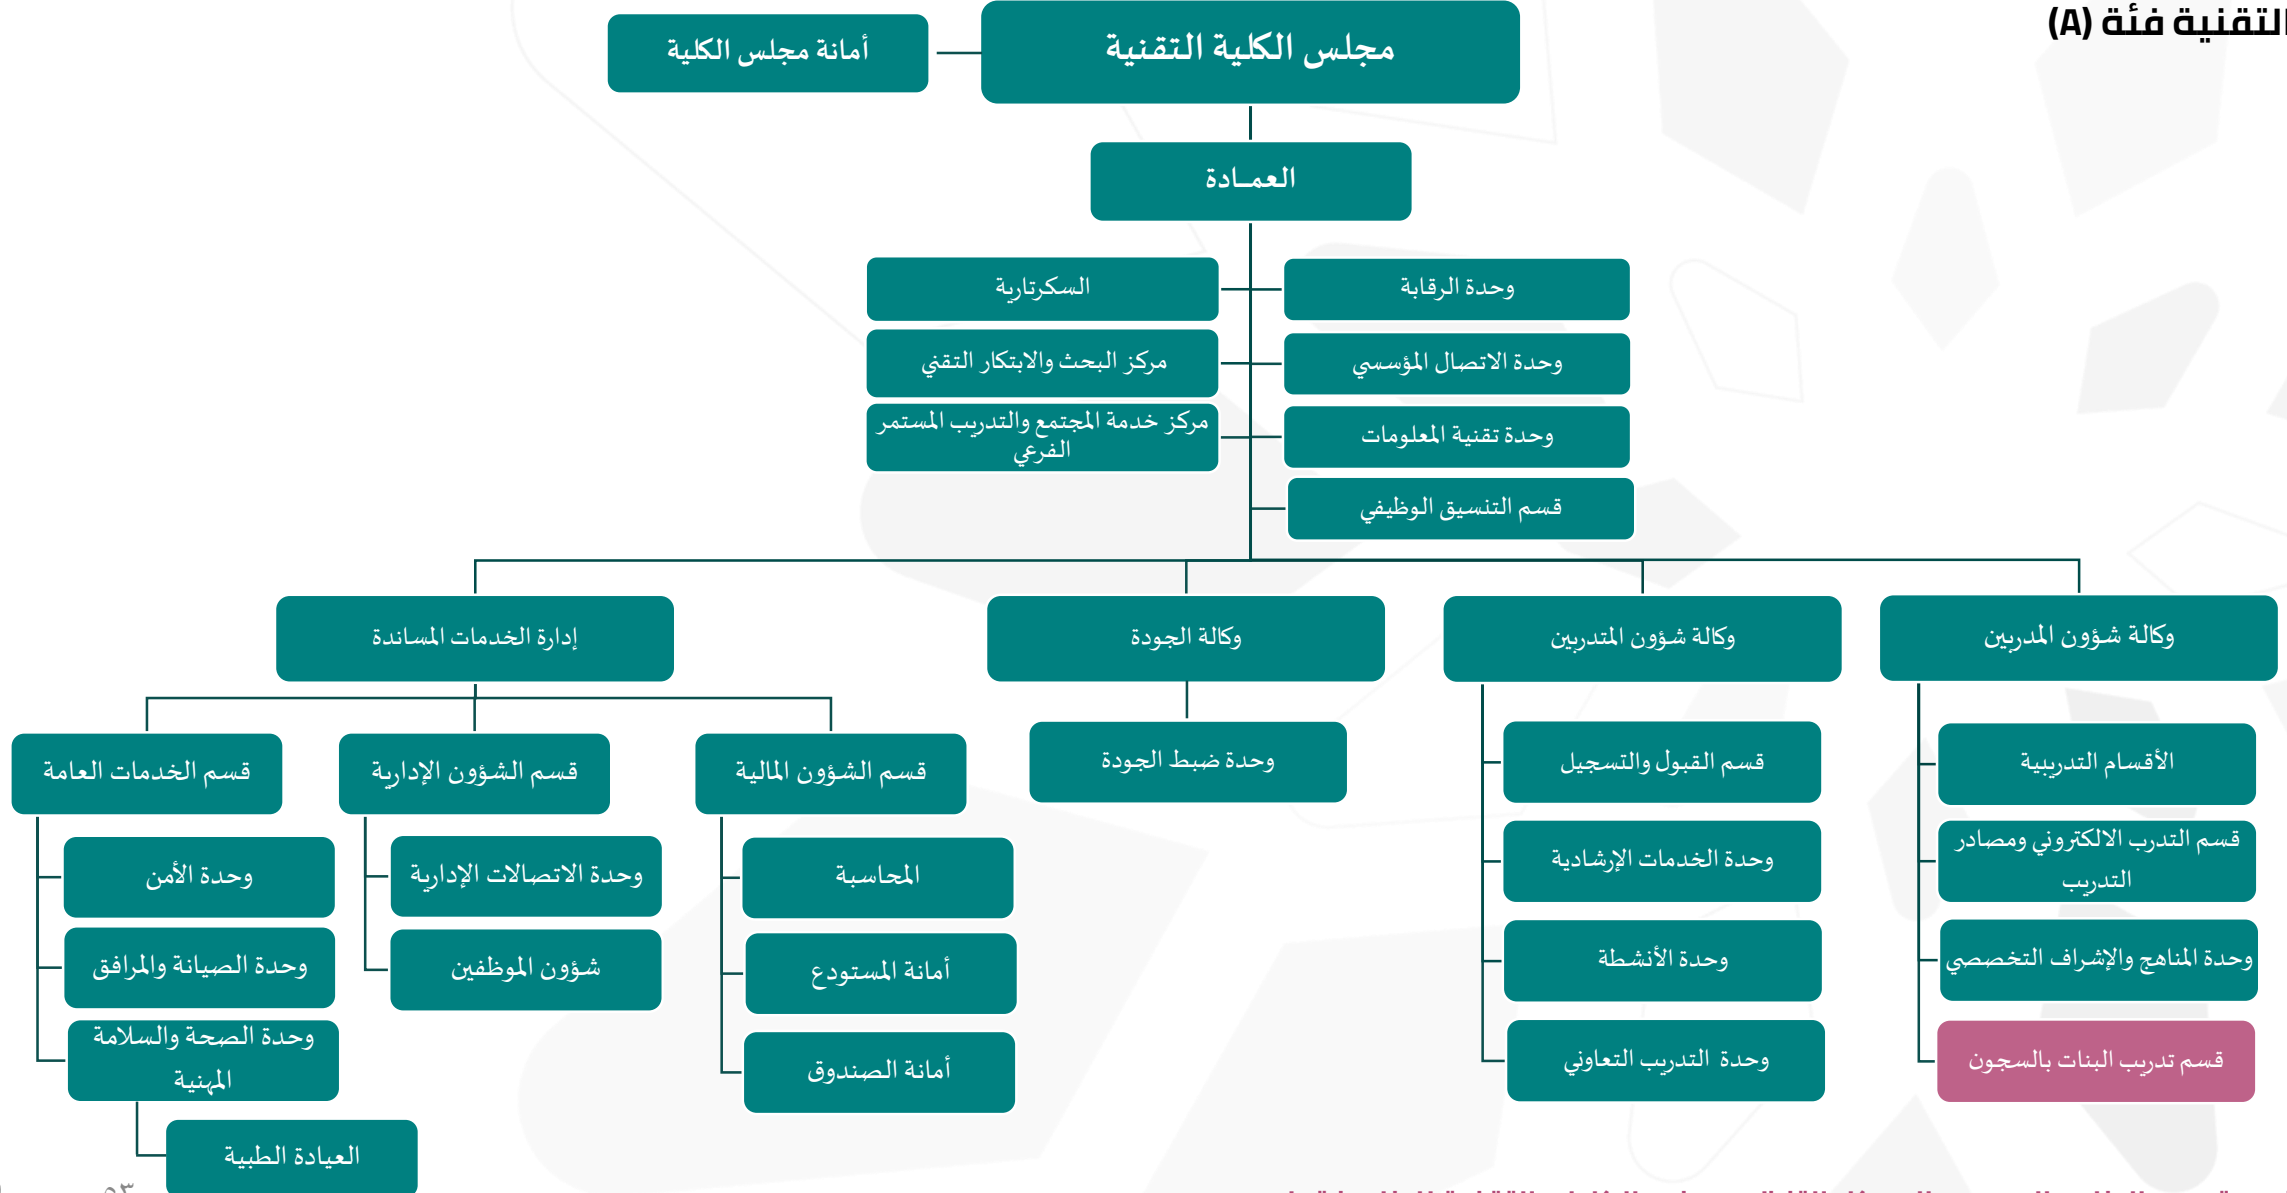 التقنية فئة (A)
مجلس الكلية التقنية
أمانة مجلس الكلية
العمـادة
وحدة الرقابة
السكرتارية
وحدة الاتصال المؤسسي
مركز البحث والابتكار التقني
وحدة تقنية المعلومات
مركز خدمة المجتمع والتدريب المستمر
الفرعي
قسم التنسيق الوظيفي
وكالة شؤون المدربين
وكالة شؤون المتدربين
وكالة الجودة
إدارة الخدمات المساندة
الأقسام التدريبية
قسم التدرب الالكتروني ومصادر
التدريب
وحدة المناهج والإشراف التخصصي
قسم تدريب البنات بالسجون
قسم القبول والتسجيل
وحدة الخدمات الإرشادية
وحدة الأنشطة
وحدة التدريب التعاوني
وحدة ضبط الجودة
قسم الشؤون المالية
المحاسبة
أمانة المستودع
أمانة الصندوق
قسم الشؤون الإدارية
وحدة الاتصالات الإدارية
شؤون الموظفين
قسم الخدمات العامة
وحدة الأمن
وحدة الصيانة والمرافق
وحدة الصحة والسلامة
المهنية
العيادة الطبية
٥٣